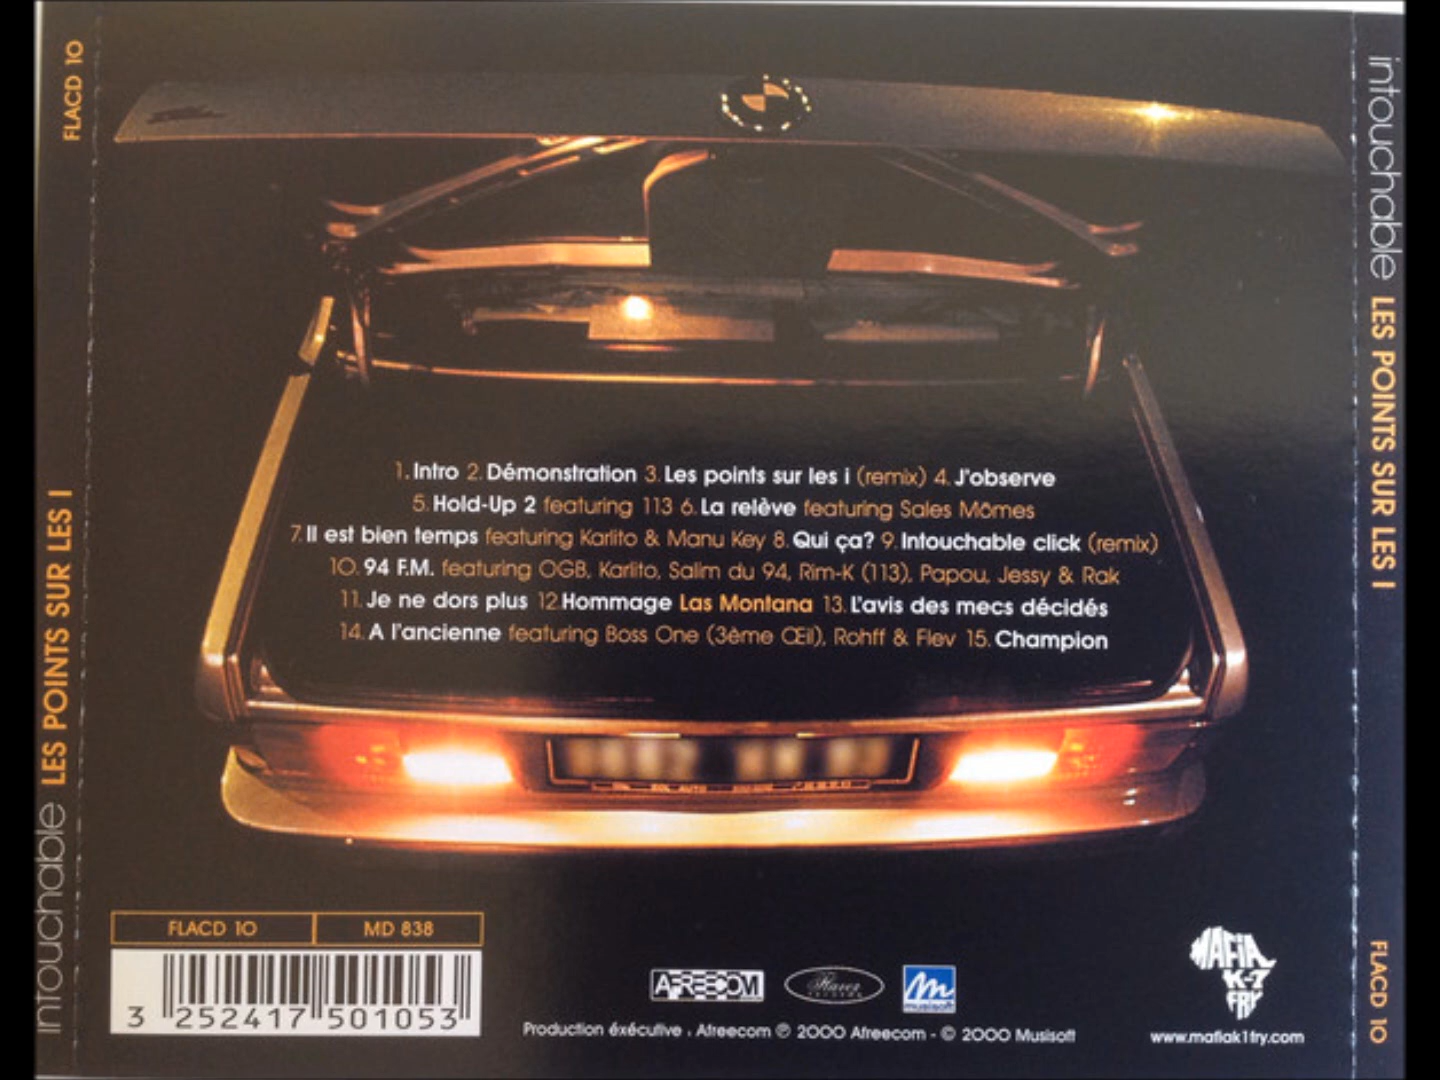 FLACD 10
LES POINTS SUR LES I
intouchable
1. Intro 2. Démonstration 3. Les points sur les i (remix) 4. J'observe
5. Hold-Up 2 featuring 113 6. La relève featuring Sales Mômes
7. Il est bien temps featuring Karlito & Manu Key 8. Qui ça? 9. Intouchable click (remix)
10. 94 F.M. featuring OGB, Karlito, Salim du 94, Rim-K (113), Papou, Jessy & Rak
11. Je ne dors plus 12. Hommage Las Montana 13. L'avis des mecs décidés
14. A l'ancienne featuring Boss One (3ème Œil), Rohff & Flev 15. Champion
FLACD 10
MD 838
3 252417 501053
AFREECOM
musisoft
Production éxécutive . Afreecom ℗ 2000 Afreecom - © 2000 Musisoft
MAFIA
K-1
FRY
www.mafiak1fry.com
intouchable LES POINTS SUR LES I
FLACD 10